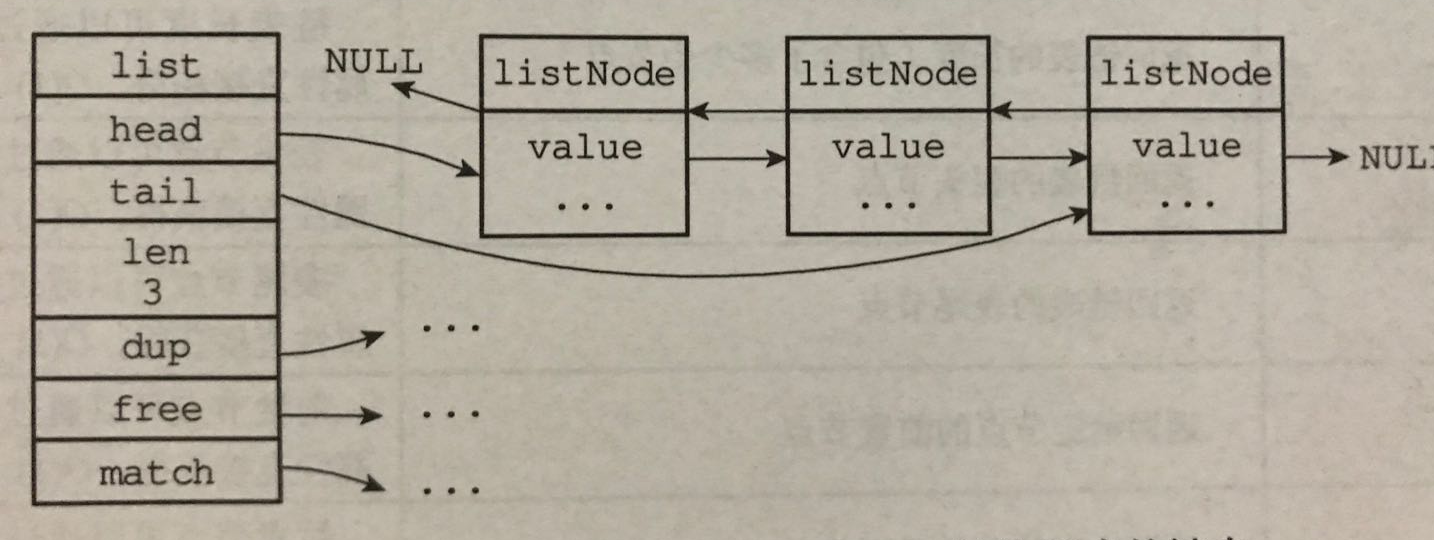 list
head
tail
len
3
dup
free
match
NULL
listNode
value
...
listNode
value
...
listNode
value
...
NULL
...
...
...